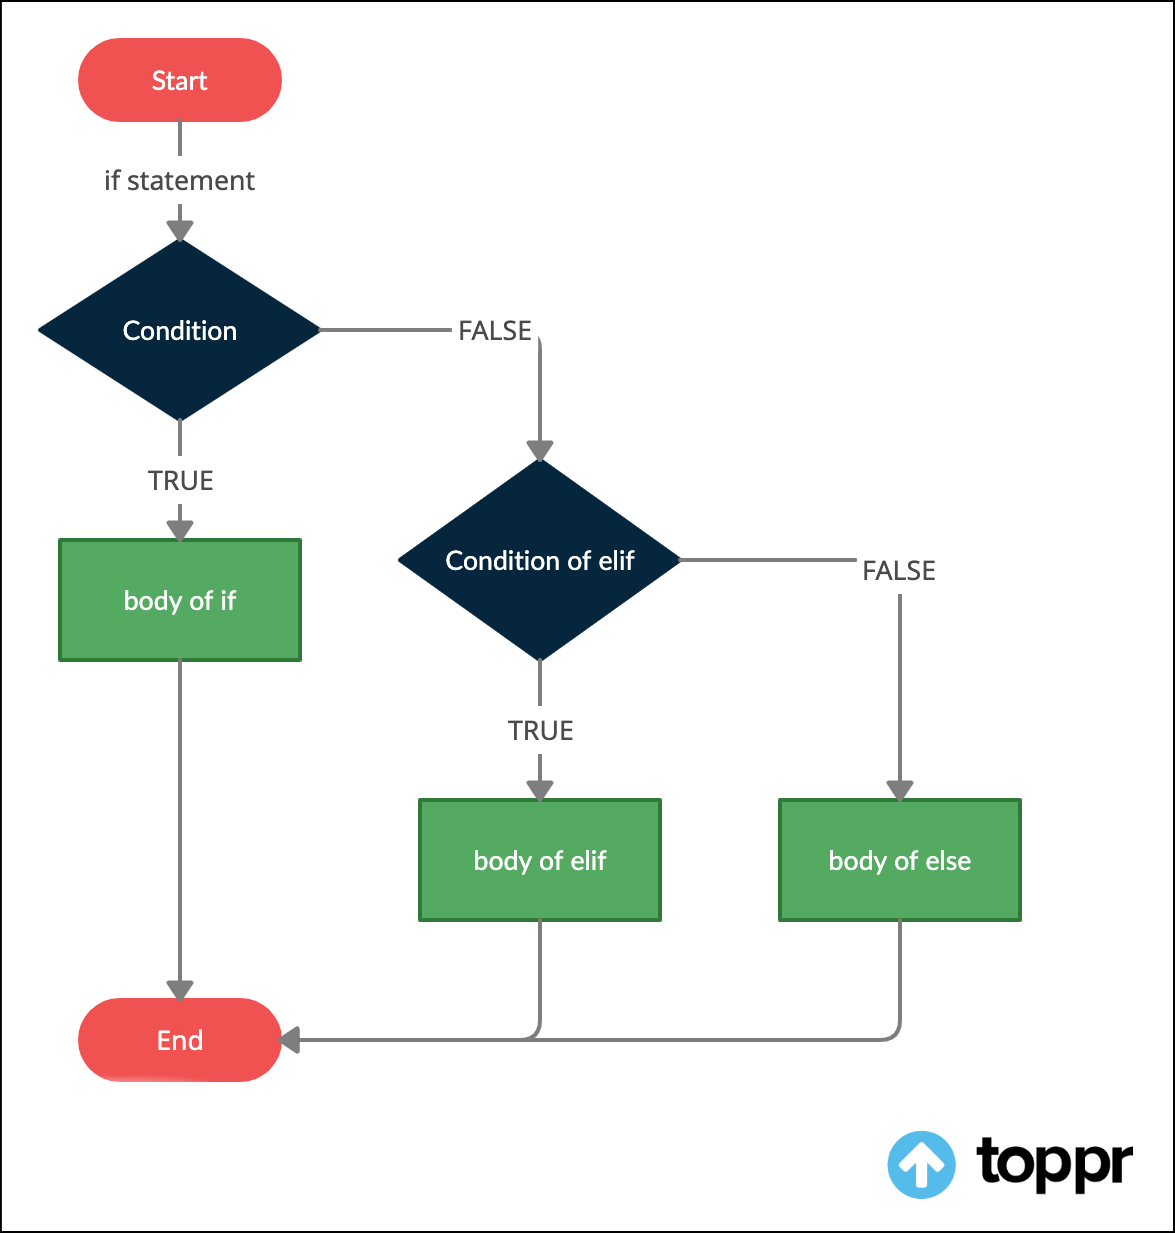 Start
if statement
Condition
FALSE
TRUE
body of if
Condition of elif
FALSE
TRUE
body of elif
body of else
End
toppr